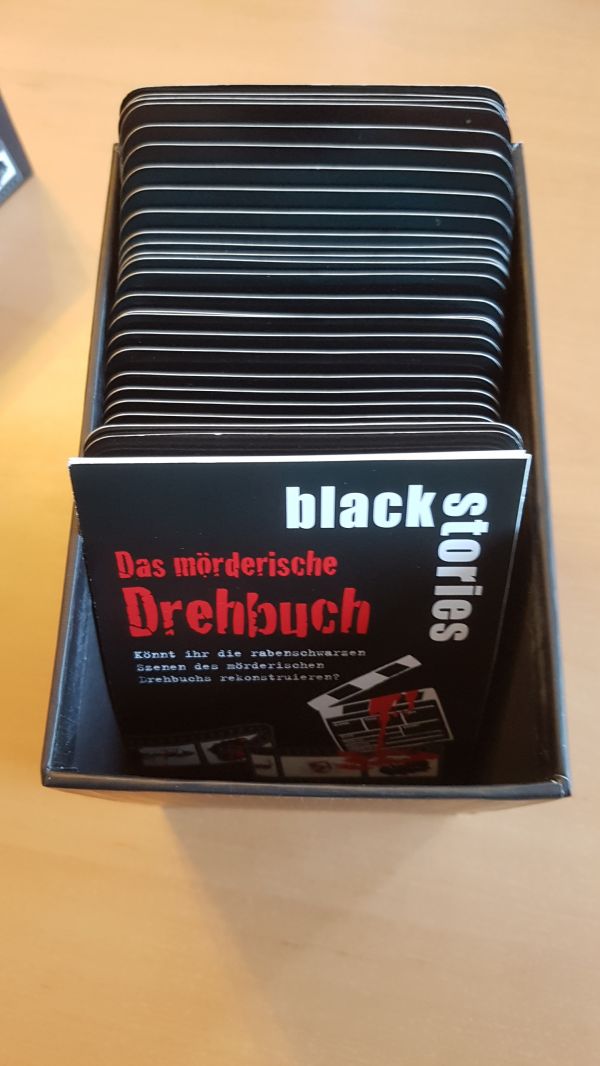 black stories
Das mörderische
Drehbuch
Könnt ihr die rabenschwarzen
Szenen des mörderischen
Drehbuchs rekonstruieren?